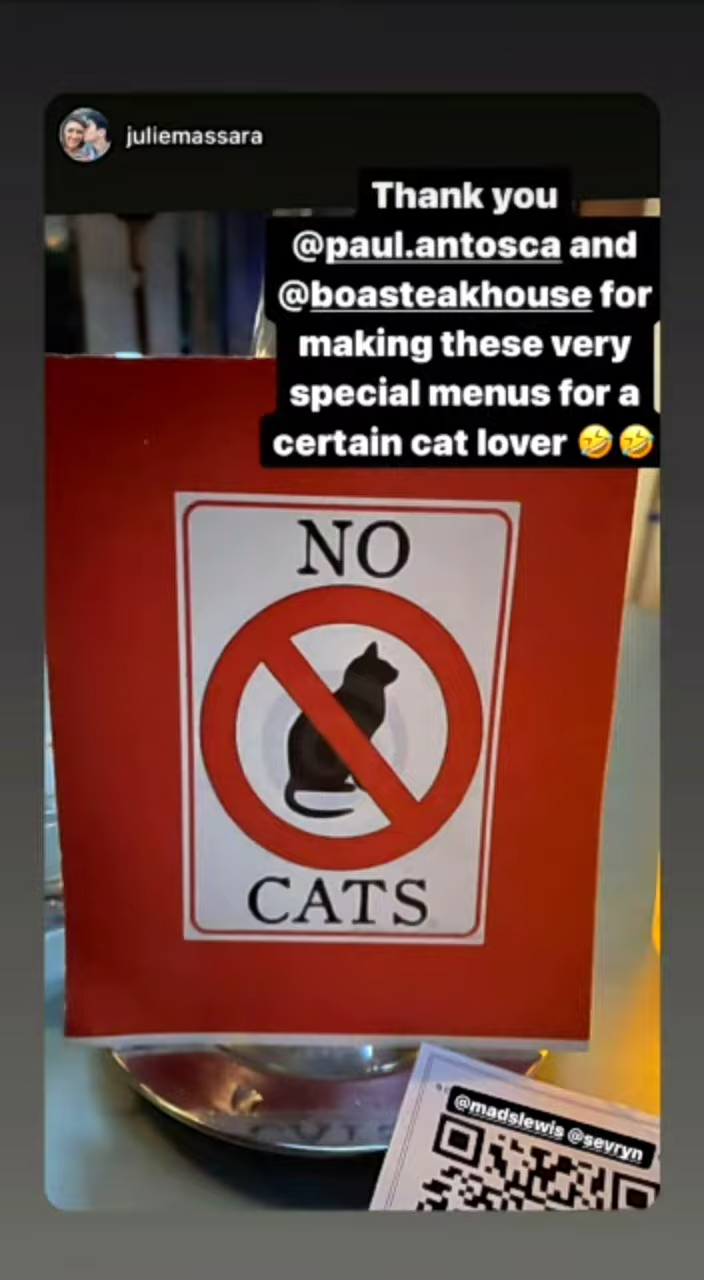 juliemassara
Thank you
@paul.antosca and
@boasteakhouse for
making these very
special menus for a
certain cat lover 🤣🤣
NO
CATS
@madslewis @sevryn